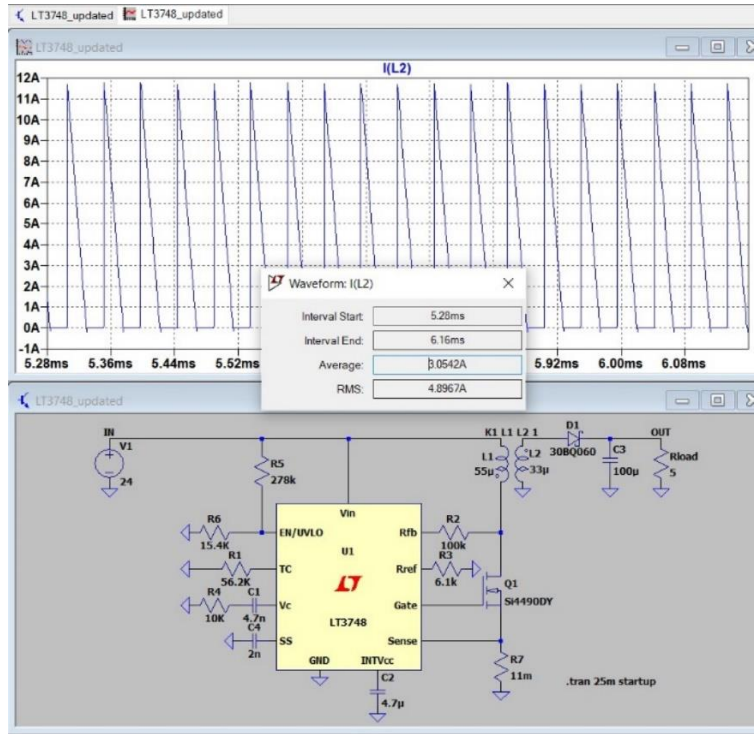 LT3748_updated LT3748_updated
LT3748_updated
I(L2)
12A
11A
10A
9A
8A
7A
6A
5A
4A
3A
2A
1A
0A
-1A
5.28ms 5.36ms 5.44ms 5.52ms 5.92ms 6.00ms 6.08ms
Waveform: I(L2)
Interval Start: 5.28ms
Interval End: 6.16ms
Average: 3.0542A
RMS: 4.8967A
LT3748_updated
IN
V1
24
R5
278k
K1 L1 L2 1
L1
55µ
L2
33µ
D1
30BQ060
C3
100µ
OUT
Rload
5
R6
15.4K
R1
56.2K
R4
10K
C1
4.7n
C4
2n
Vin
EN/UVLO
U1
Rfb
TC
Rref
Vc
Gate
LT3748
SS
Sense
GND
INTVcc
R2
100k
R3
6.1k
Q1
Si4490DY
R7
11m
C2
4.7µ
.tran 25m startup